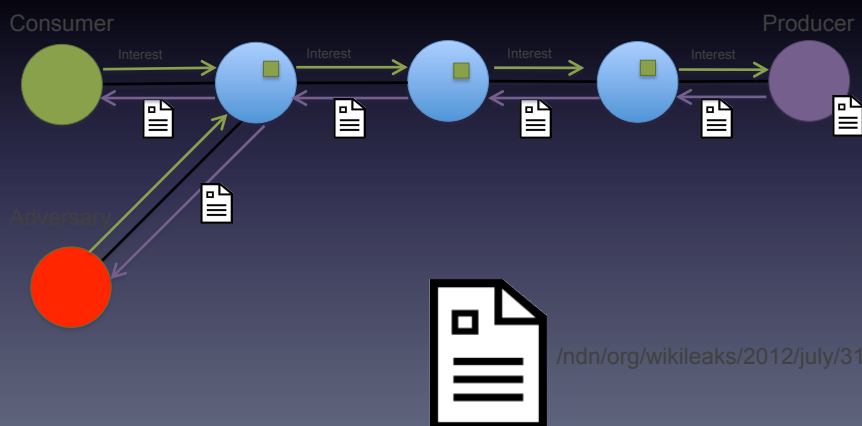 Consumer
Producer
Interest
Interest
Interest
Interest
Adversary
/ndn/org/wikileaks/2012/july/31